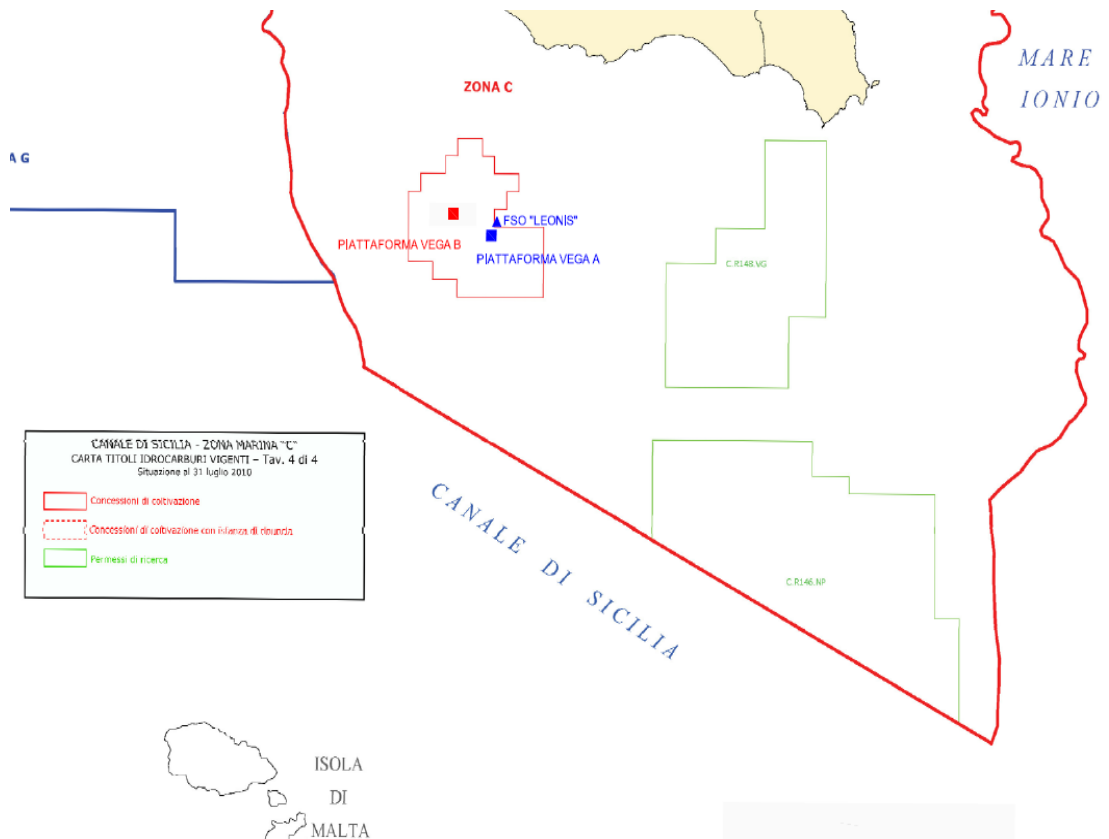 MARE
IONIO
ZONA C
A G
FSO "LEONIS"
PIATTAFORMA VEGA B
PIATTAFORMA VEGA A
C.R148.VG
CANALE DI SICILIA - ZONA MARINA "C"
CARTA TITOLI IDROCARBURI VIGENTI – Tav. 4 di 4
Situazione al 31 luglio 2010
Concessioni di coltivazione
Concessioni di coltivazione con istanza di rinuncia
Permessi di ricerca
CANALE DI SICILIA
C.R146.NP
ISOLA
DI
MALTA